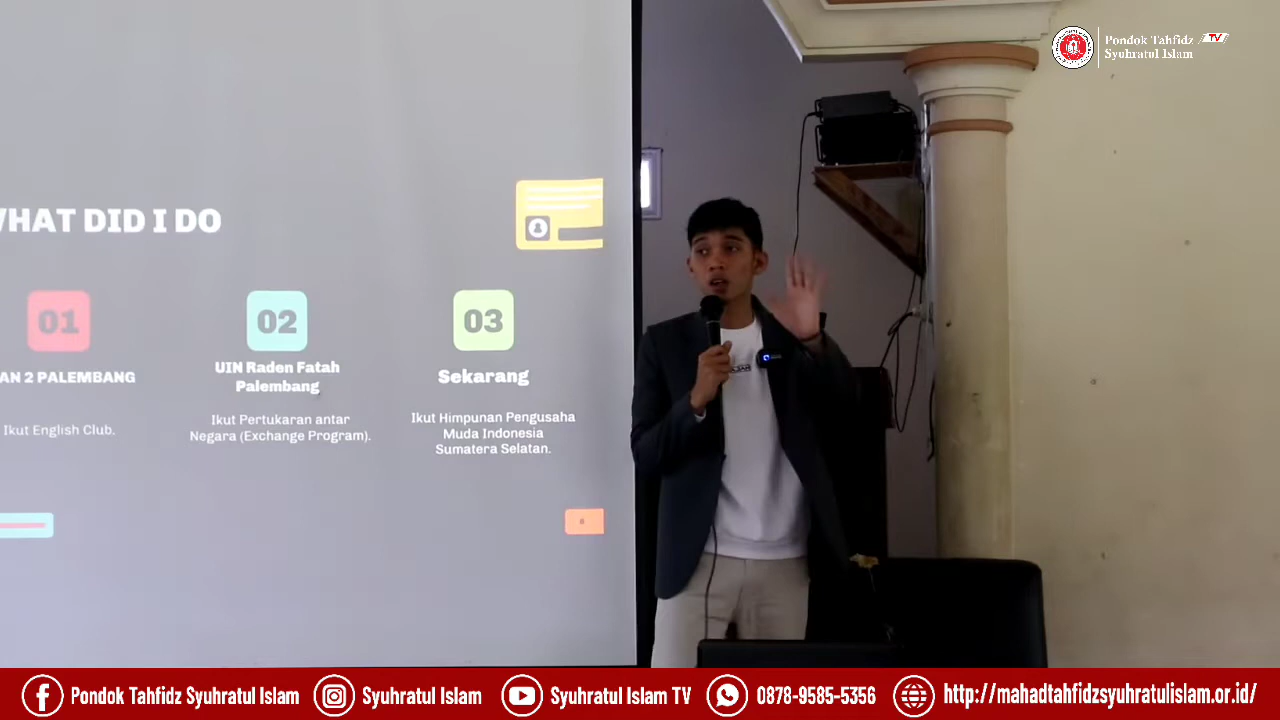 Pondok Tahfidz TV
Syuhratul Islam
WHAT DID I DO
01
02
03
AN 2 PALEMBANG
UIN Raden Fatah
Palembang
Sekarang
Ikut English Club.
Ikut Pertukaran antar
Negara (Exchange Program).
Ikut Himpunan Pengusaha
Muda Indonesia
Sumatera Selatan.
Pondok Tahfidz Syuhratul Islam
Syuhratul Islam
Syuhratul Islam TV
0878-9585-5356
http://mahadtahfidzsyuhratulislam.or.id/